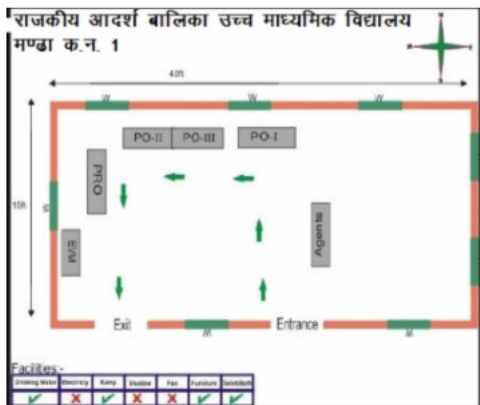 राजकीय आदर्श बालिका उच्च माध्यमिक विद्यालय
मण्ढा क.न. 1
40ft
W W W
PO-II PO-III PO-I
PRO
W
Agents
EVM
Exit
Entrance
W W
Facilities:-
Drinking Water Electricity Ramp Shadow Fan Furniture Toilet/Bath